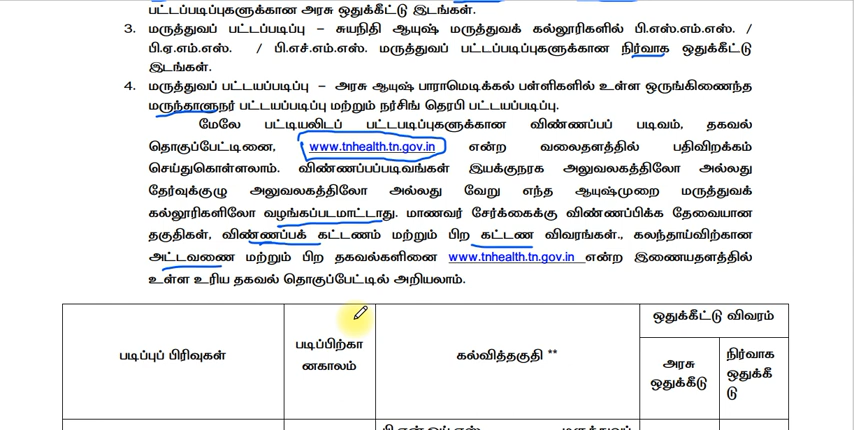 பட்டப்படிப்புகளுக்கான அரசு ஒதுக்கீட்டு இடங்கள்.
3. மருத்துவப் பட்டப்படிப்பு – சுயநிதி ஆயுஷ் மருத்துவக் கல்லூரிகளில் பி.எஸ்.எம்.எஸ். /
பி.ஏ.எம்.எஸ். / பி.எச்.எம்.எஸ். மருத்துவப் பட்டப்படிப்புகளுக்கான நிர்வாக ஒதுக்கீட்டு
இடங்கள்.
4. மருத்துவப் பட்டயப்படிப்பு – அரசு ஆயுஷ் பாராமெடிக்கல் பள்ளிகளில் உள்ள ஒருங்கிணைந்த
மருந்தாளுநர் பட்டயப்படிப்பு மற்றும் நர்சிங் தெரபி பட்டயப்படிப்பு.
மேலே பட்டியலிடப் பட்டபடிப்புகளுக்கான விண்ணப்பப் படிவம், தகவல்
தொகுப்பேட்டினை, www.tnhealth.tn.gov.in என்ற வலைதளத்தில் பதிவிறக்கம்
செய்துகொள்ளலாம். விண்ணப்பப்படிவங்கள் இயக்குநரக அலுவலகத்திலோ அல்லது
தேர்வுக்குழு அலுவலகத்திலோ அல்லது வேறு எந்த ஆயுஷ்முறை மருத்துவக்
கல்லூரிகளிலோ வழங்கப்படமாட்டாது. மாணவர் சேர்க்கைக்கு விண்ணப்பிக்க தேவையான
தகுதிகள், விண்ணப்பக் கட்டணம் மற்றும் பிற கட்டண விவரங்கள்., கலந்தாய்விற்கான
அட்டவணை மற்றும் பிற தகவல்களினை www.tnhealth.tn.gov.in என்ற இணையதளத்தில்
உள்ள உரிய தகவல் தொகுப்பேட்டில் அறியலாம்.
படிப்புப் பிரிவுகள்
படிப்பிற்கா
னகாலம்
கல்வித்தகுதி **
ஒதுக்கீட்டு விவரம்
அரசு
ஒதுக்கீடு
நிர்வாக
ஒதுக்கீ
டு